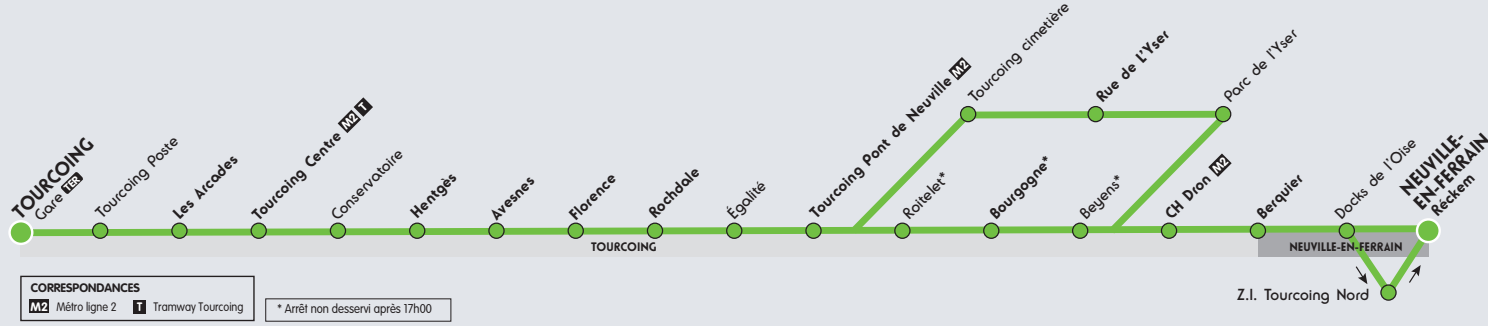 TOURCOING
Gare TER
Tourcoing Poste
Les Arcades
Tourcoing Centre M2 T
Conservatoire
Hentgès
Avesnes
Florence
Rochdale
Égalité
Tourcoing Pont de Neuville M2
Tourcoing cimetière
Rue de L'Yser
Parc de l'Yser
Roitelet*
Bourgogne*
Beyens*
CH Dron M2
Berquier
Docks de l'Oise
NEUVILLE-
EN-FERRAIN
Réckem
TOURCOING
NEUVILLE-EN-FERRAIN
Z.I. Tourcoing Nord
CORRESPONDANCES
M2 Métro ligne 2 T Tramway Tourcoing
* Arrêt non desservi après 17h00